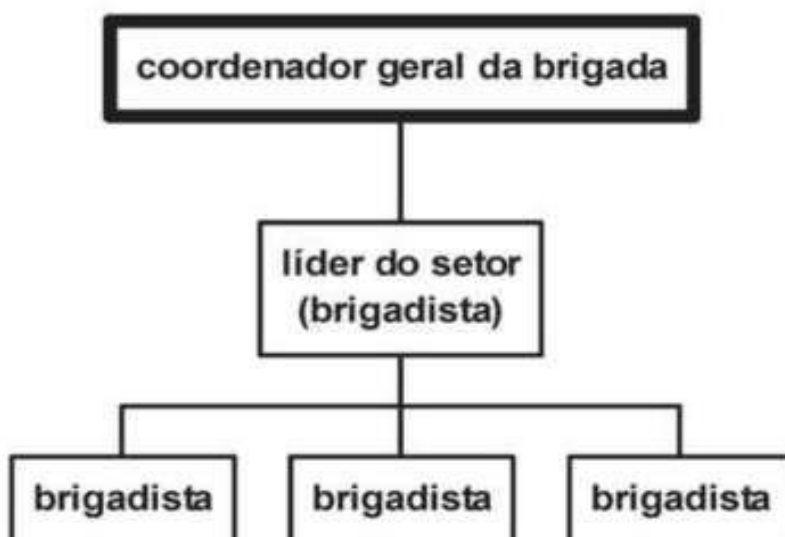 coordenador geral da brigada
líder do setor
(brigadista)
brigadista
brigadista
brigadista